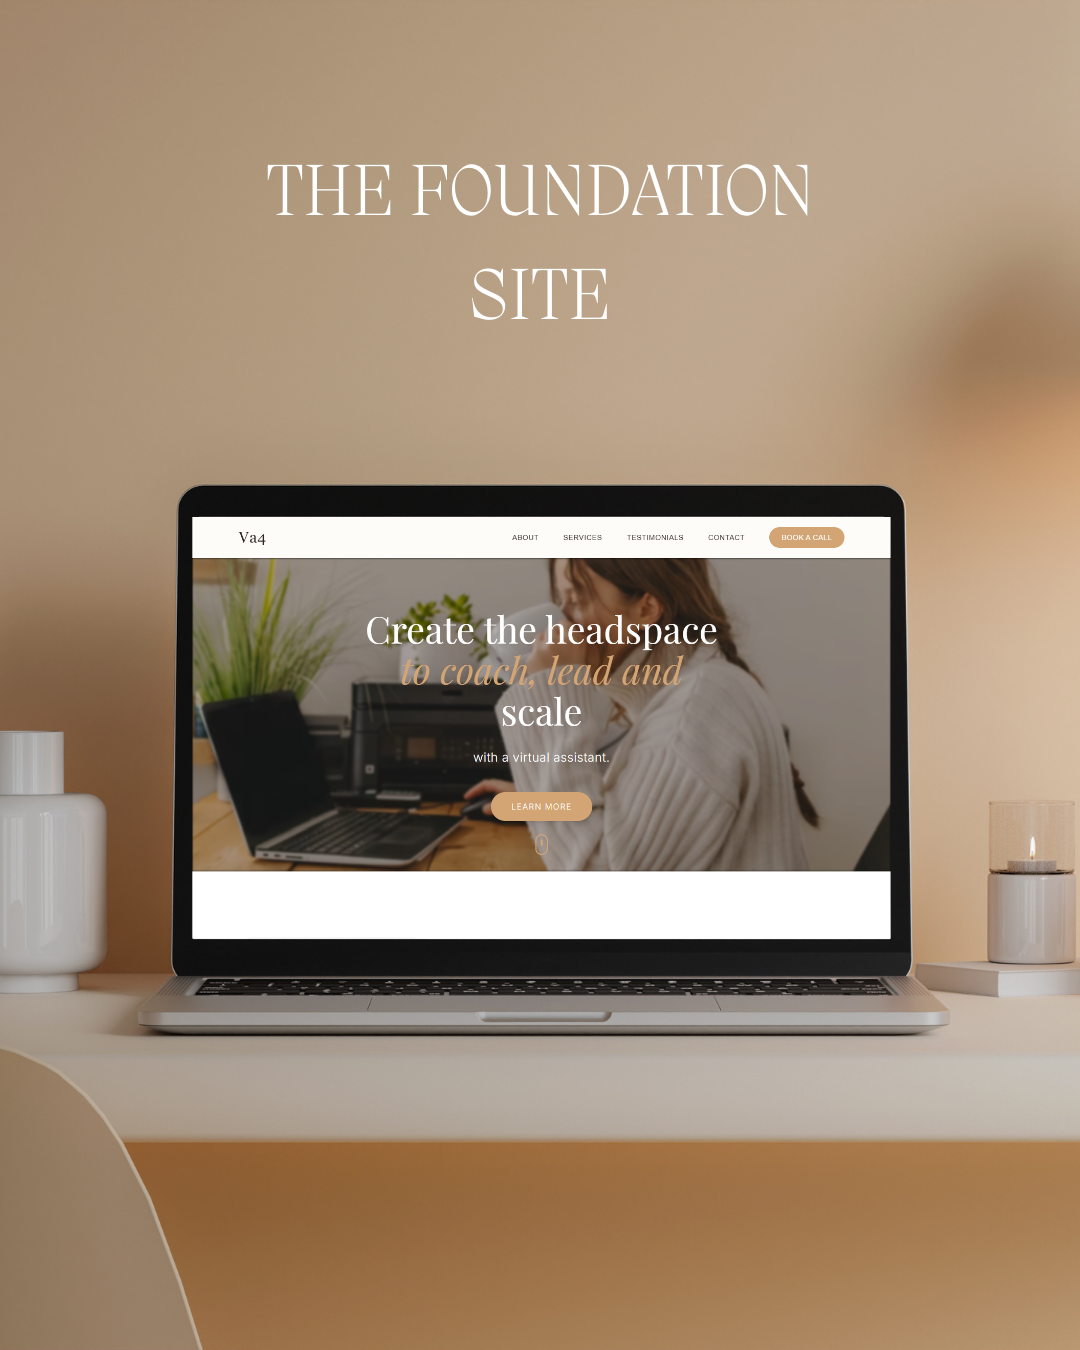 THE FOUNDATION
SITE
Va4
ABOUT SERVICES TESTIMONIALS CONTACT BOOK A CALL
Create the headspace
to coach, lead and
scale
with a virtual assistant.
LEARN MORE